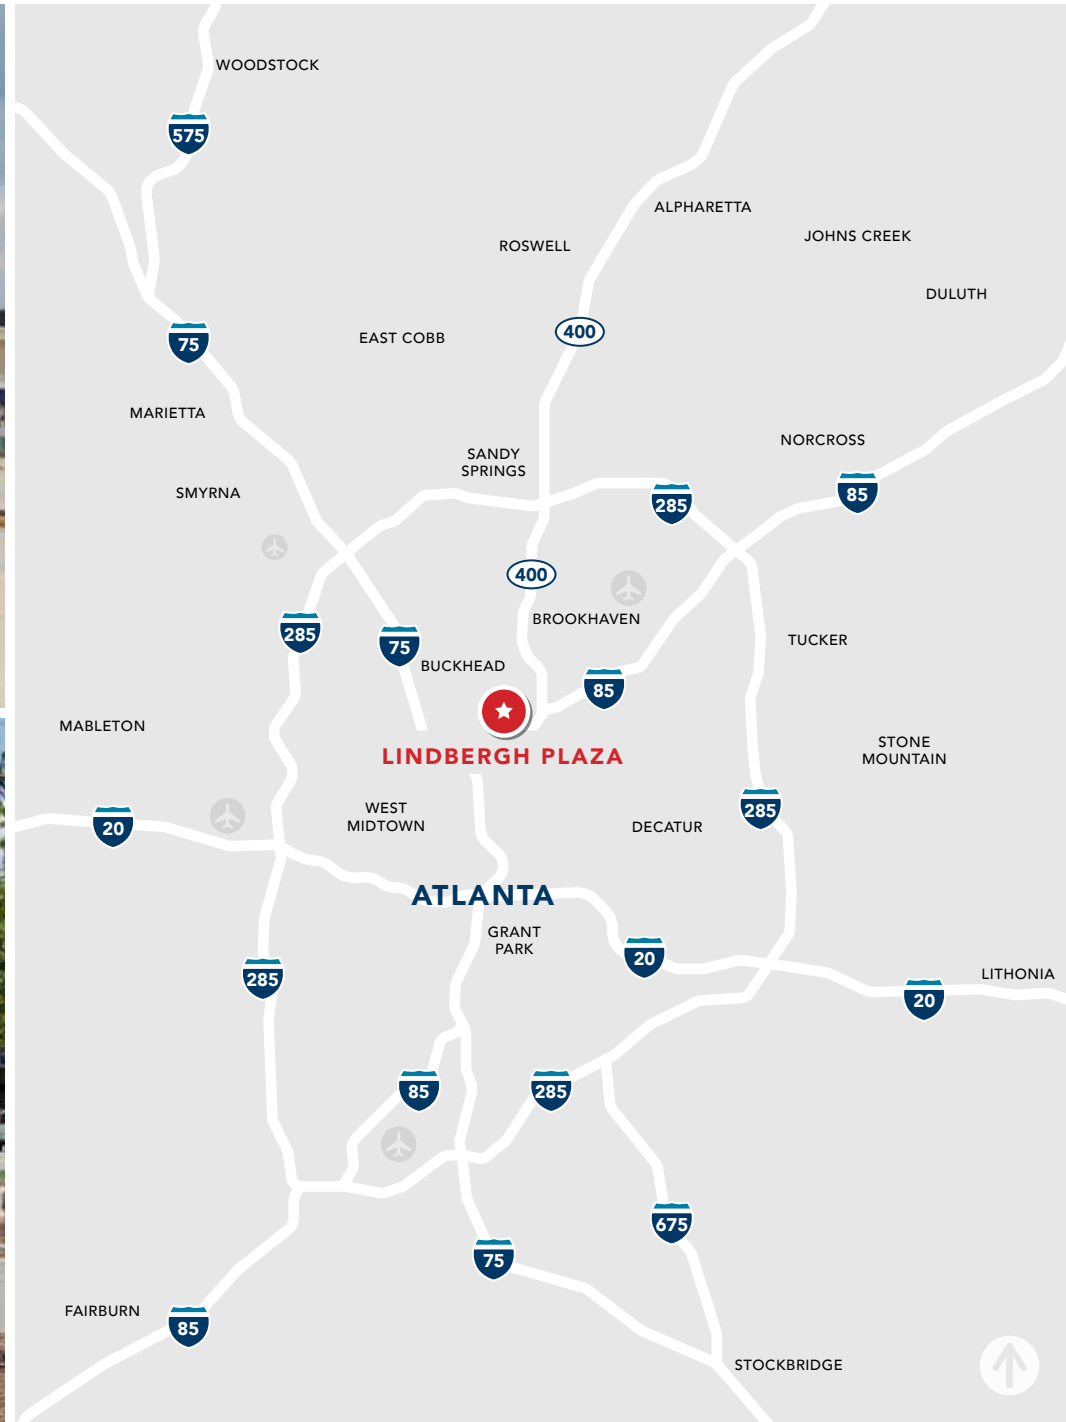 WOODSTOCK
575
ALPHARETTA
JOHNS CREEK
ROSWELL
DULUTH
400
EAST COBB
75
MARIETTA
NORCROSS
SANDY
SPRINGS
SMYRNA
85
285
400
BROOKHAVEN
285
TUCKER
75
BUCKHEAD
85
MABLETON
STONE
MOUNTAIN
LINDBERGH PLAZA
WEST
MIDTOWN
285
20
DECATUR
ATLANTA
GRANT
PARK
20
LITHONIA
285
20
85
285
675
75
FAIRBURN
85
STOCKBRIDGE